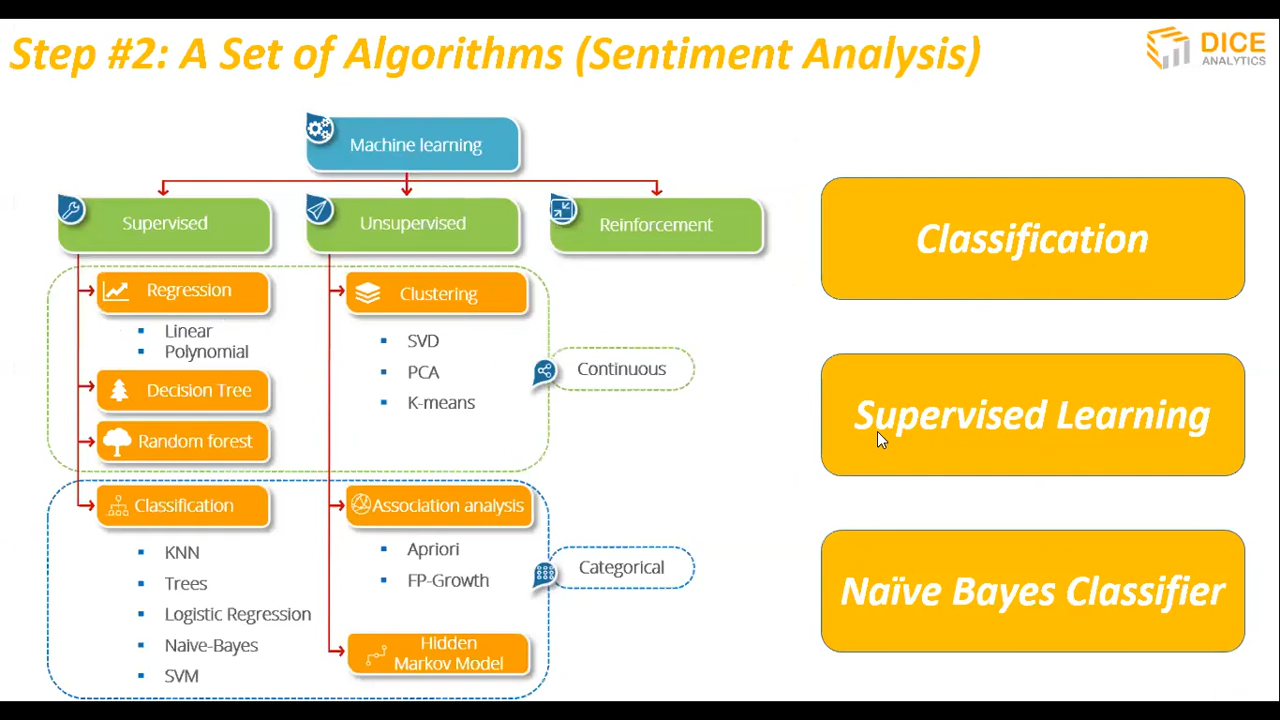 Step #2: A Set of Algorithms (Sentiment Analysis)
DICE
ANALYTICS
Machine learning
Supervised
Unsupervised
Reinforcement
Regression
Linear
Polynomial
Decision Tree
Random forest
Clustering
SVD
PCA
K-means
Continuous
Classification
KNN
Trees
Logistic Regression
Naive-Bayes
SVM
Association analysis
Apriori
FP-Growth
Hidden
Markov Model
Categorical
Classification
Supervised Learning
Naïve Bayes Classifier